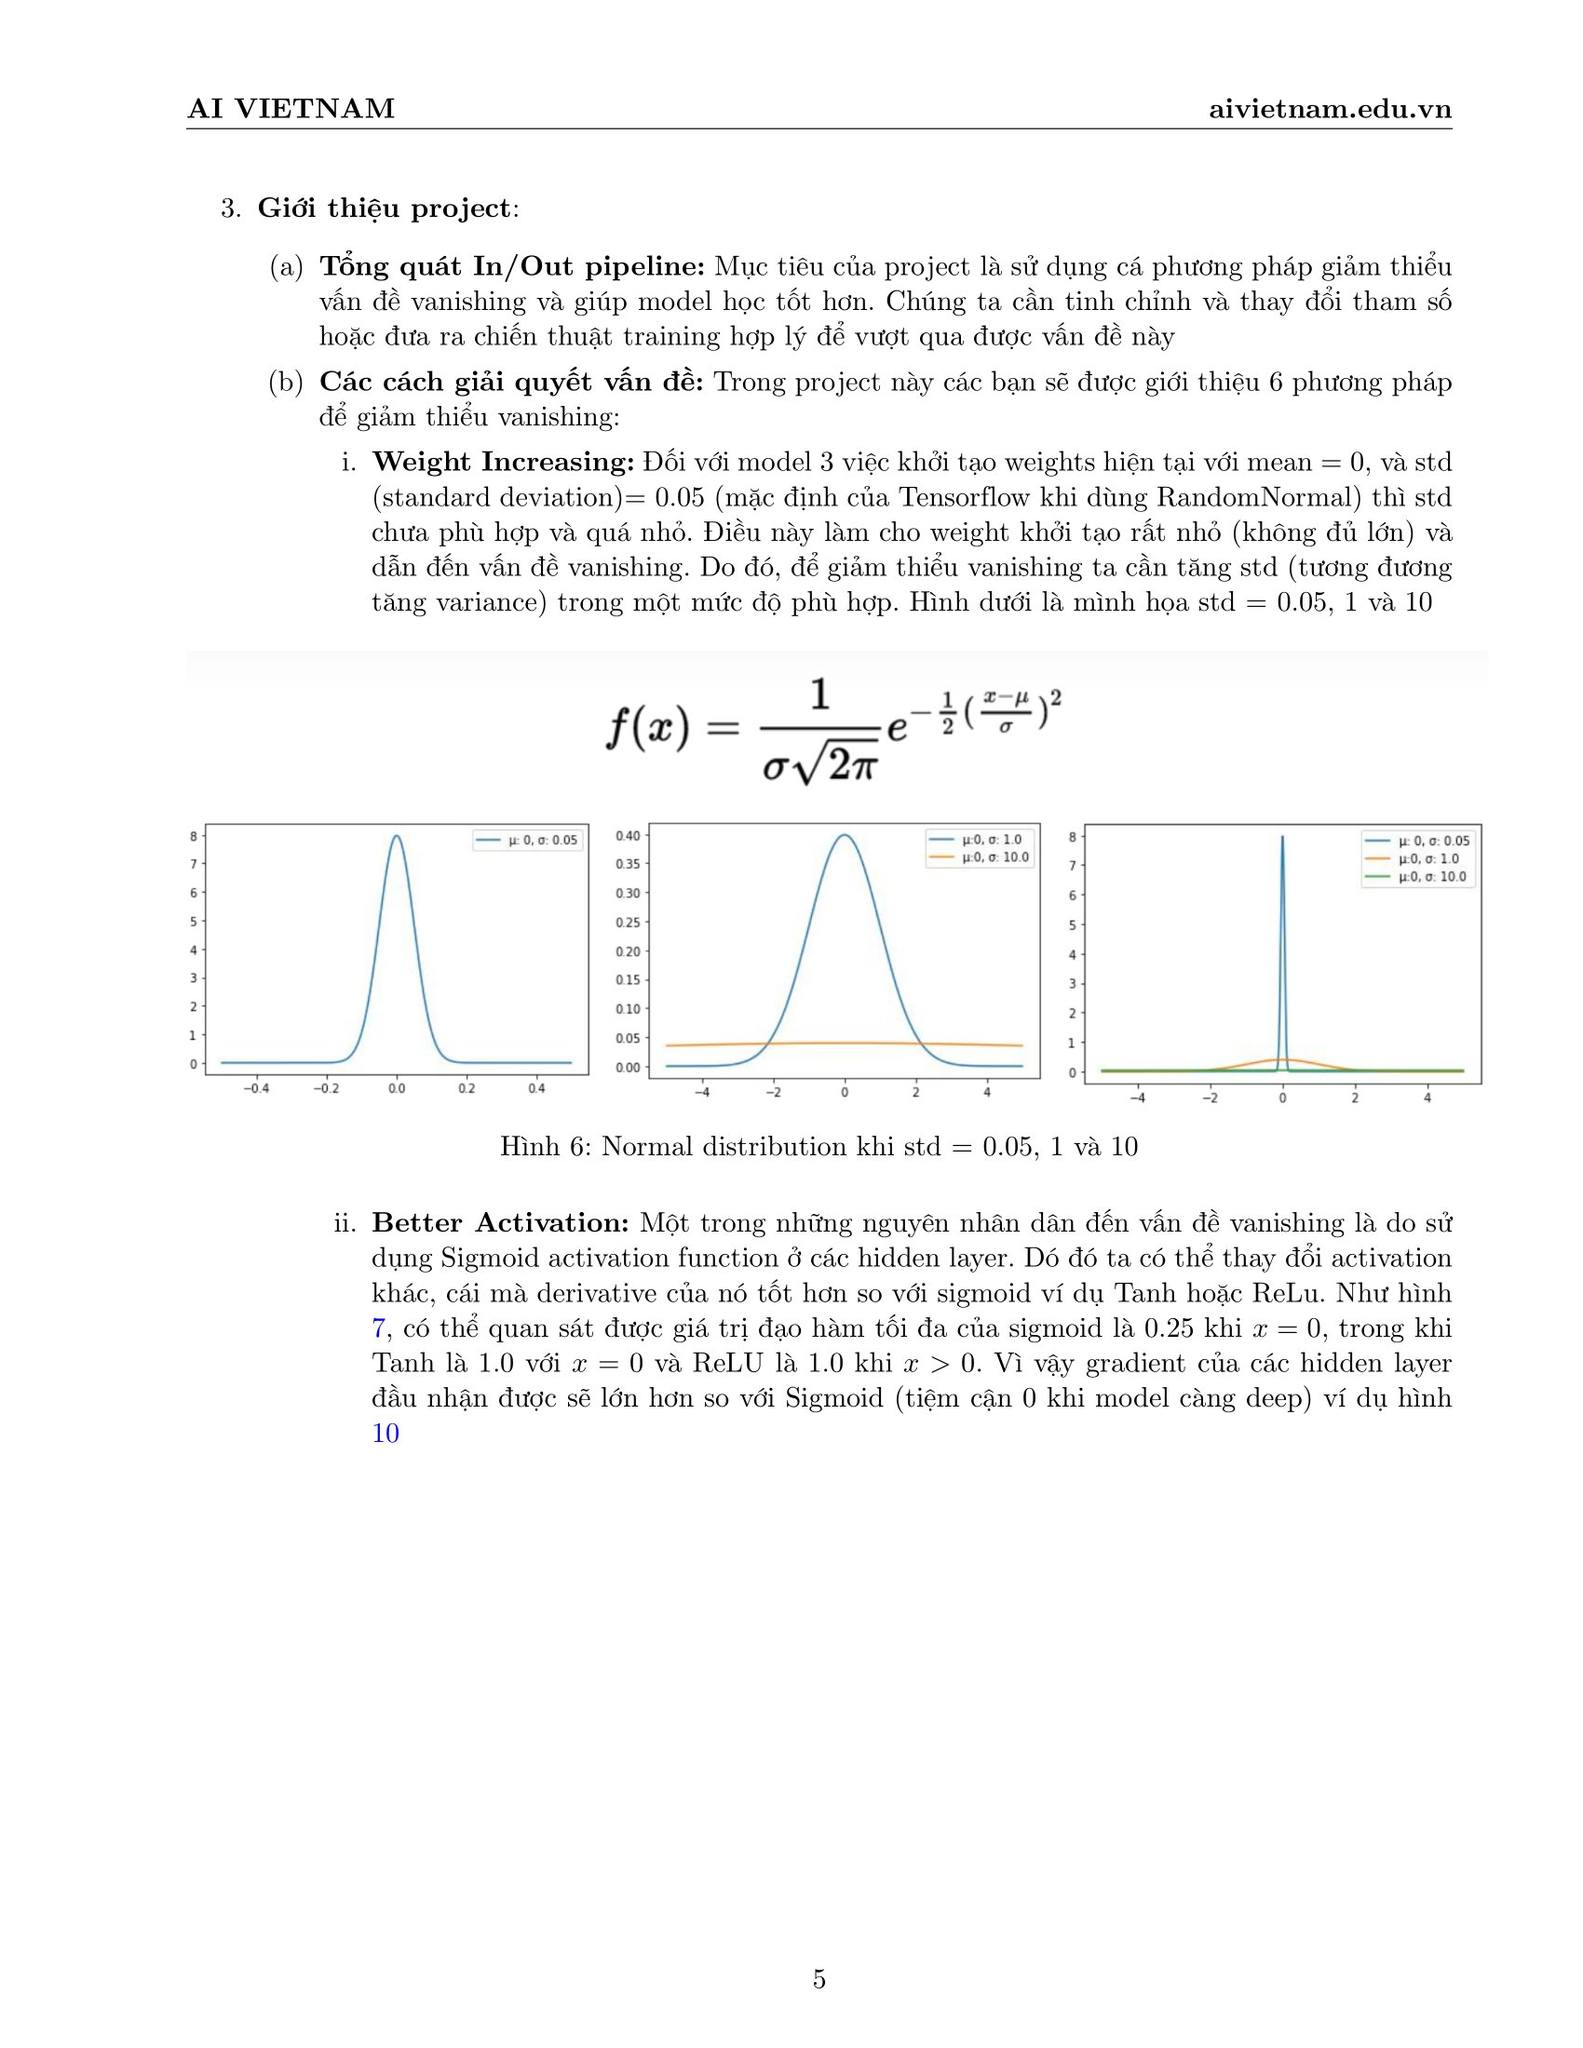 AI VIETNAM aivietnam.edu.vn
3. Giới thiệu project:
(a) Tổng quát In/Out pipeline: Mục tiêu của project là sử dụng cá phương pháp giảm thiểu
vấn đề vanishing và giúp model học tốt hơn. Chúng ta cần tinh chỉnh và thay đổi tham số
hoặc đưa ra chiến thuật training hợp lý để vượt qua được vấn đề này
(b) Các cách giải quyết vấn đề: Trong project này các bạn sẽ được giới thiệu 6 phương pháp
để giảm thiểu vanishing:
i. Weight Increasing: Đối với model 3 việc khởi tạo weights hiện tại với mean = 0, và std
(standard deviation)= 0.05 (mặc định của Tensorflow khi dùng RandomNormal) thì std
chưa phù hợp và quá nhỏ. Điều này làm cho weight khởi tạo rất nhỏ (không đủ lớn) và
dẫn đến vấn đề vanishing. Do đó, để giảm thiểu vanishing ta cần tăng std (tương đương
tăng variance) trong một mức độ phù hợp. Hình dưới là mình họa std = 0.05, 1 và 10
f(x) = \frac{1}{σ\sqrt{2π}} e^{-\frac{1}{2}(\frac{x-μ}{σ})^2}
μ: 0, σ: 0.05
8
7
6
5
4
3
2
1
0
−0.4 −0.2 0.0 0.2 0.4
μ:0, σ: 1.0
μ:0, σ: 10.0
0.40
0.35
0.30
0.25
0.20
0.15
0.10
0.05
0.00
−4 −2 0 2 4
μ: 0, σ: 0.05
μ:0, σ: 1.0
μ:0, σ: 10.0
8
7
6
5
4
3
2
1
0
−4 −2 0 2 4
Hình 6: Normal distribution khi std = 0.05, 1 và 10
ii. Better Activation: Một trong những nguyên nhân dân đến vấn đề vanishing là do sử
dụng Sigmoid activation function ở các hidden layer. Dó đó ta có thể thay đổi activation
khác, cái mà derivative của nó tốt hơn so với sigmoid ví dụ Tanh hoặc ReLu. Như hình
7, có thể quan sát được giá trị đạo hàm tối đa của sigmoid là 0.25 khi x = 0, trong khi
Tanh là 1.0 với x = 0 và ReLU là 1.0 khi x > 0. Vì vậy gradient của các hidden layer
đầu nhận được sẽ lớn hơn so với Sigmoid (tiệm cận 0 khi model càng deep) ví dụ hình
10
5